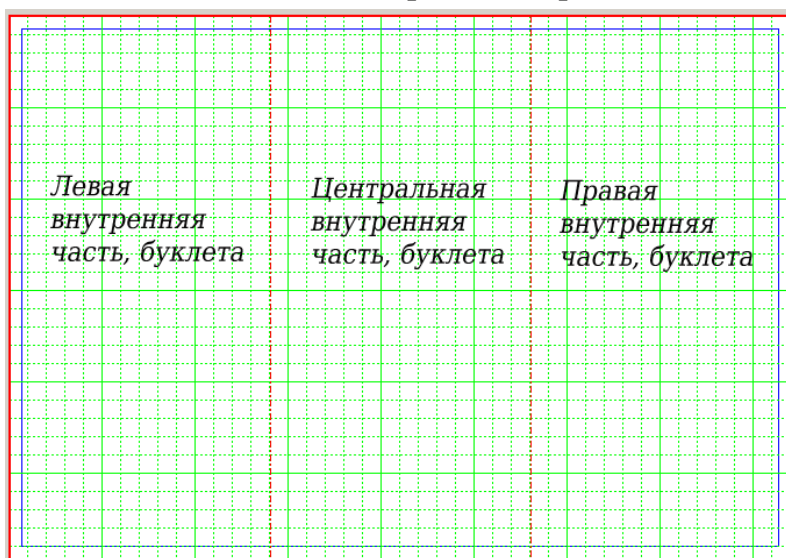 Левая
внутренняя
часть, буклета
Центральная
внутренняя
часть, буклета
Правая
внутренняя
часть, буклета